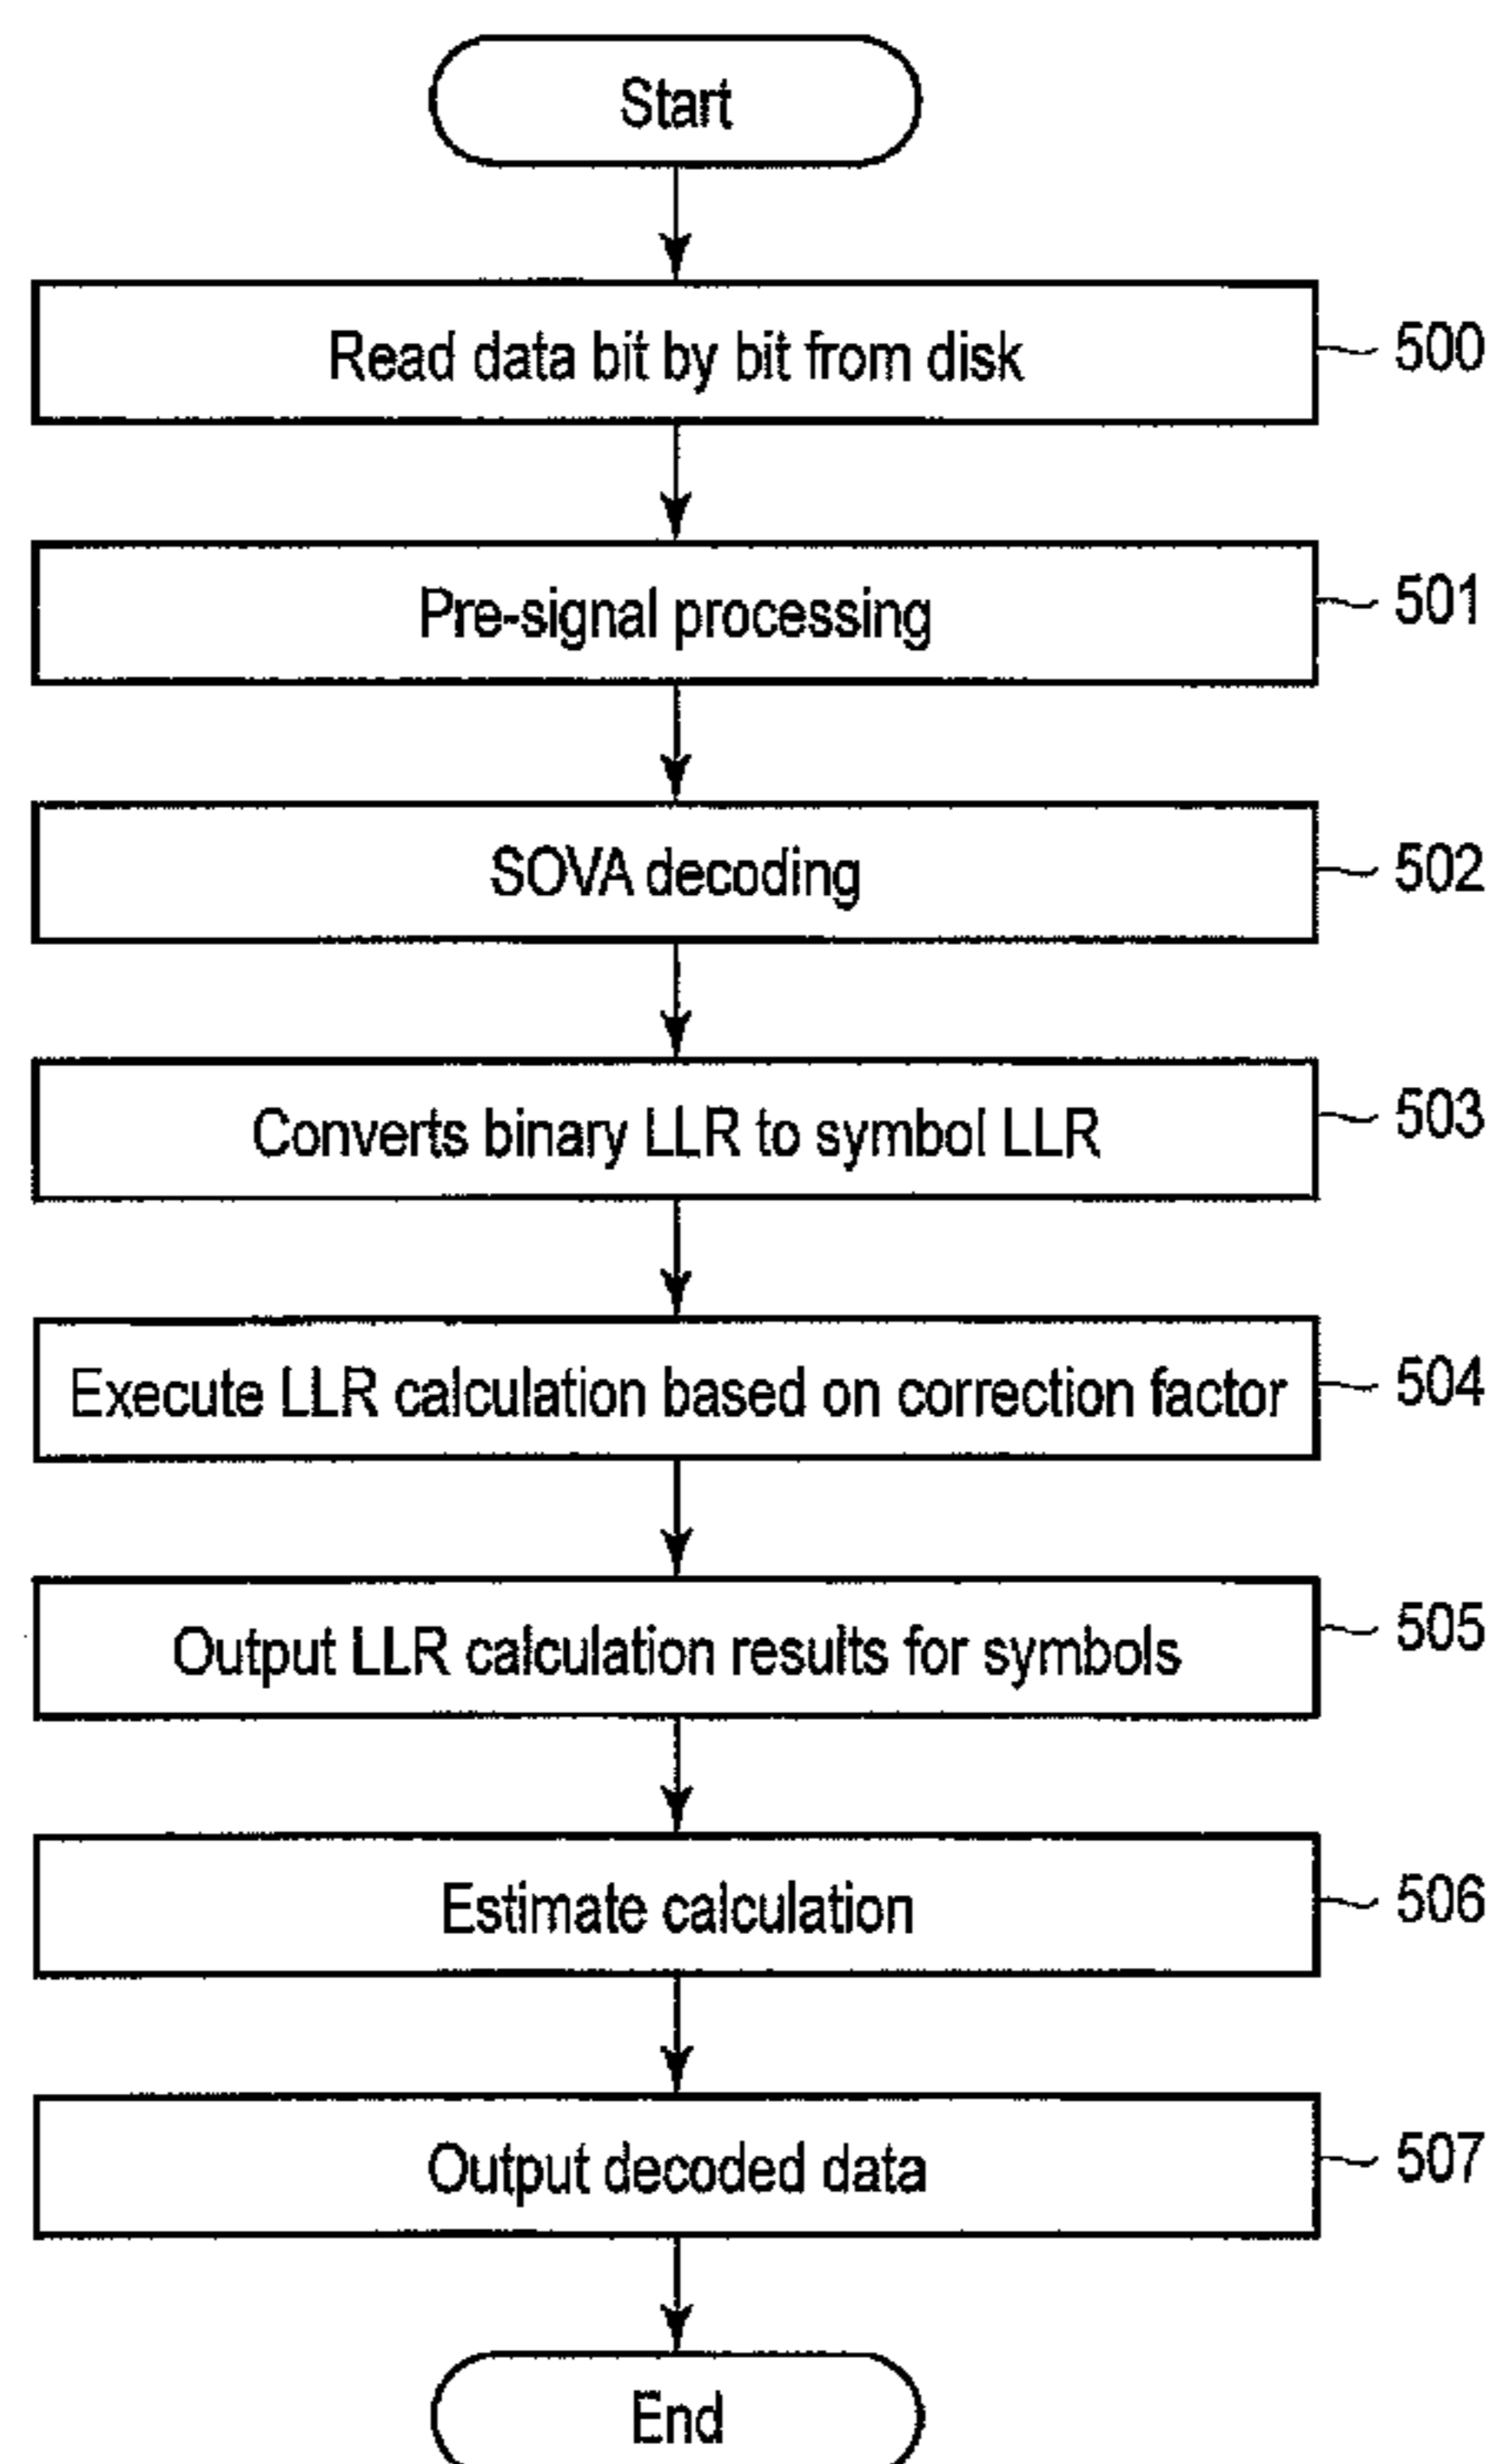 Start
Read data bit by bit from disk 500
Pre-signal processing 501
SOVA decoding 502
Converts binary LLR to symbol LLR 503
Execute LLR calculation based on correction factor 504
Output LLR calculation results for symbols 505
Estimate calculation 506
Output decoded data 507
End